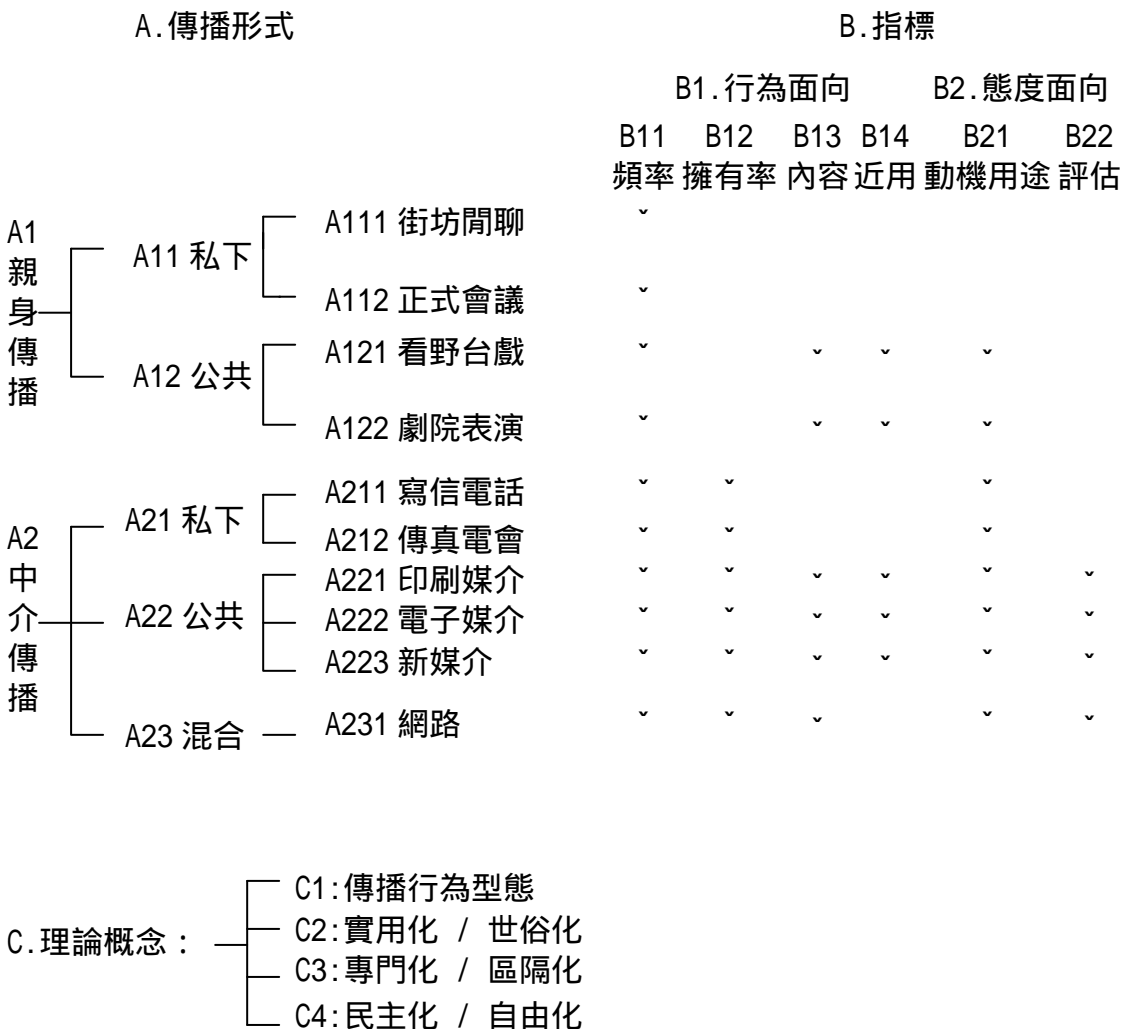 A.傳播形式 B.指標
B1.行為面向 B2.態度面向
B11 B12 B13 B14 B21 B22
頻率 擁有率 內容 近用 動機用途 評估
A1親身傳播
A11 私下
A111 街坊閒聊 ˇ
A112 正式會議 ˇ
A12 公共
A121 看野台戲 ˇ ˇ ˇ ˇ
A122 劇院表演 ˇ ˇ ˇ ˇ
A2中介傳播
A21 私下
A211 寫信電話 ˇ ˇ ˇ
A212 傳真電會 ˇ ˇ ˇ
A22 公共
A221 印刷媒介 ˇ ˇ ˇ ˇ ˇ ˇ
A222 電子媒介 ˇ ˇ ˇ ˇ ˇ ˇ
A223 新媒介 ˇ ˇ ˇ ˇ ˇ ˇ
A23 混合
A231 網路 ˇ ˇ ˇ ˇ ˇ
C.理論概念：
C1:傳播行為型態
C2:實用化 / 世俗化
C3:專門化 / 區隔化
C4:民主化 / 自由化